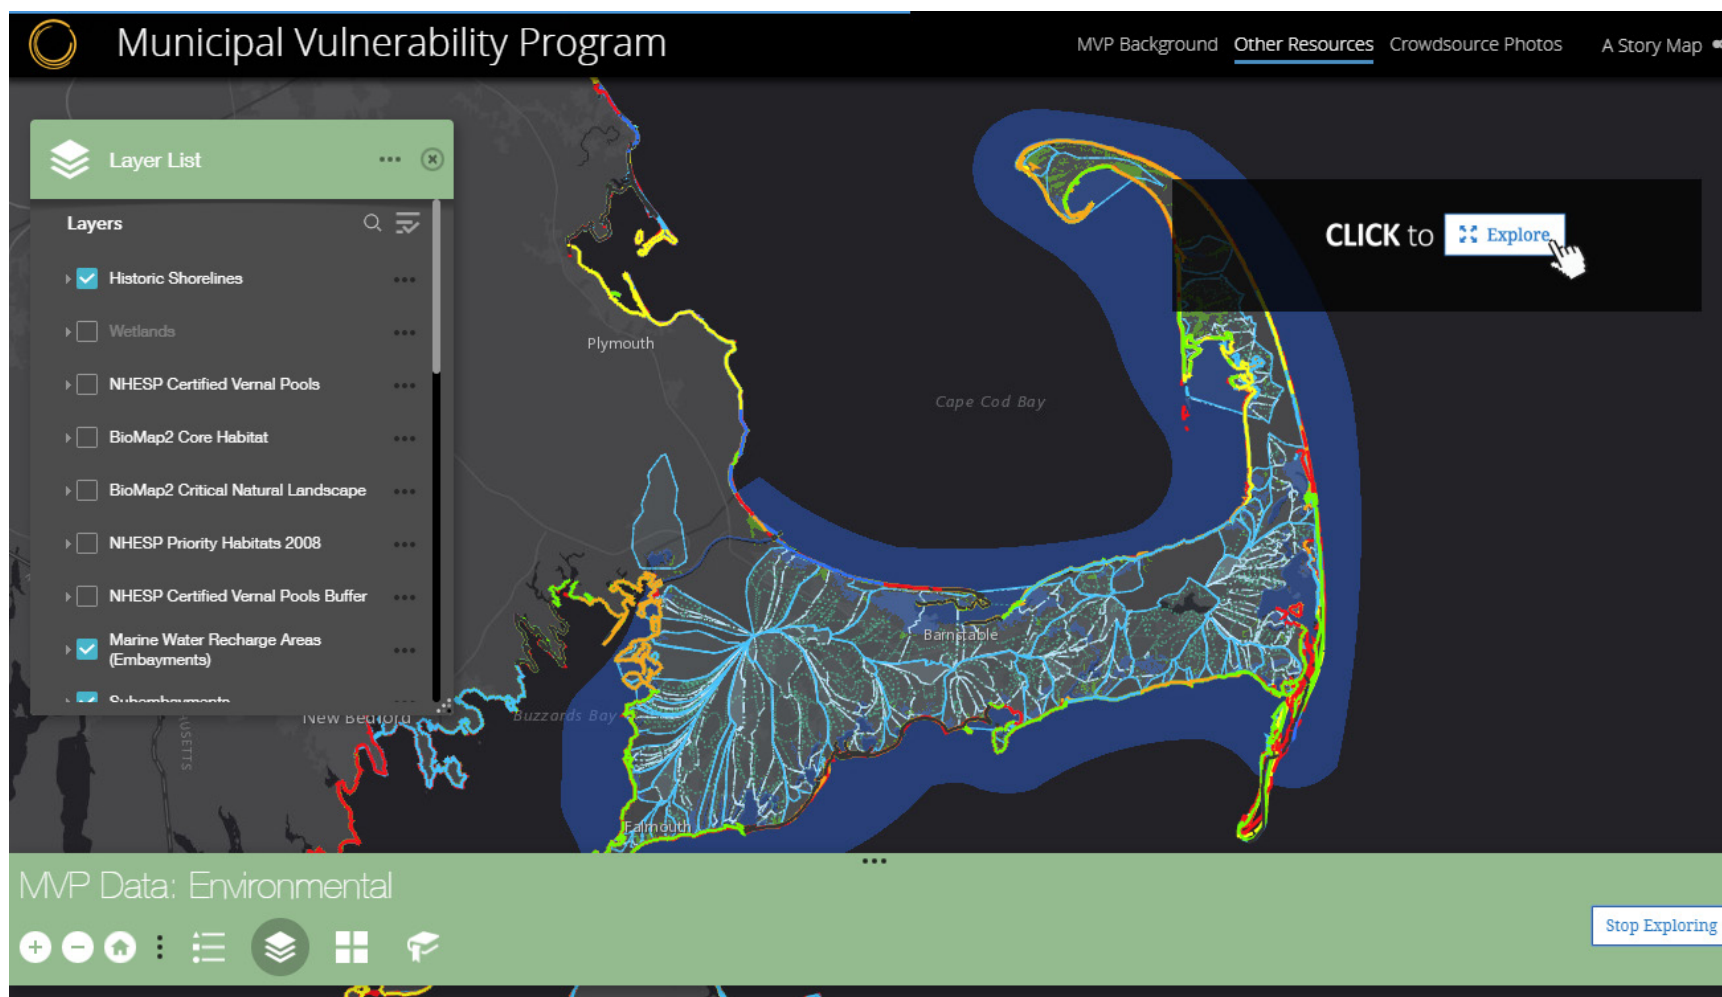 Municipal Vulnerability Program
MVP Background Other Resources Crowdsource Photos A Story Map
Layer List
Layers
Historic Shorelines
Wetlands
NHESP Certified Vernal Pools
BioMap2 Core Habitat
BioMap2 Critical Natural Landscape
NHESP Priority Habitats 2008
NHESP Certified Vernal Pools Buffer
Marine Water Recharge Areas
(Embayments)
Subembayments
CLICK to Explore
Plymouth
Cape Cod Bay
Barnstable
New Bedford
Buzzards Bay
USETTS
Falmouth
MVP Data: Environmental
Stop Exploring